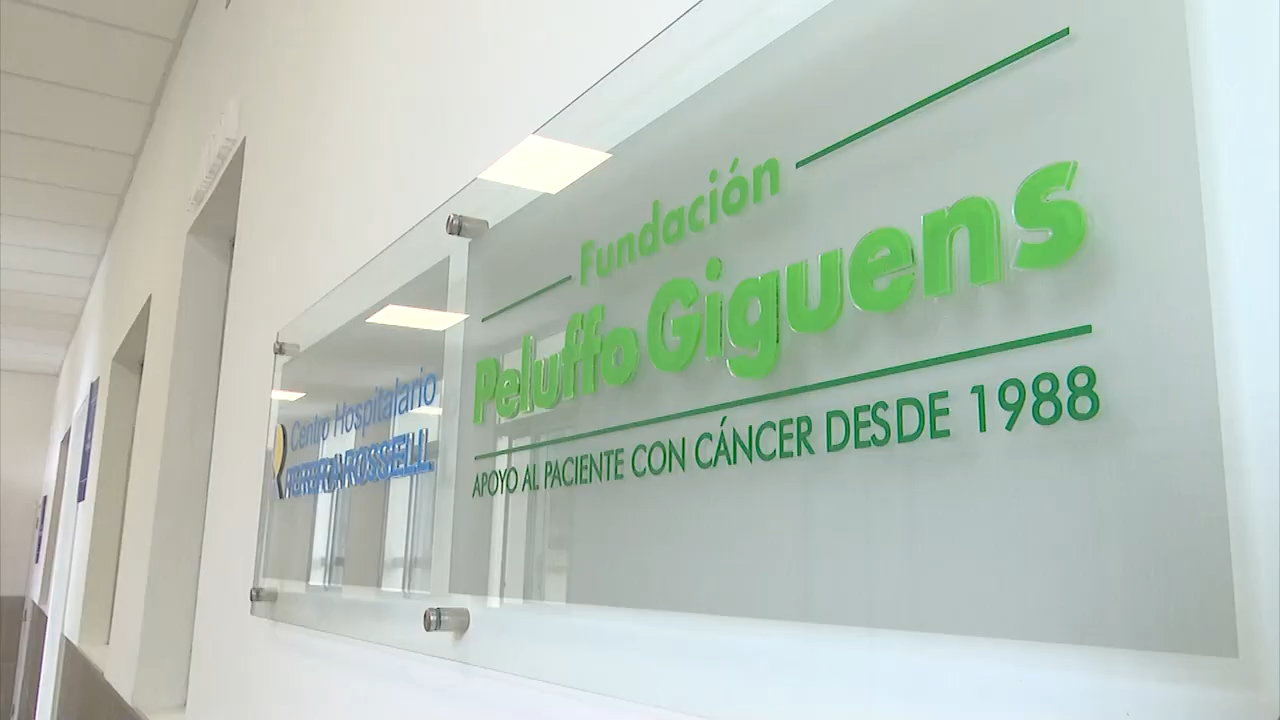 Fundación
Peluffo Giguens
APOYO AL PACIENTE CON CÁNCER DESDE 1988
Centro Hospitalario
PEREIRA ROSSELL